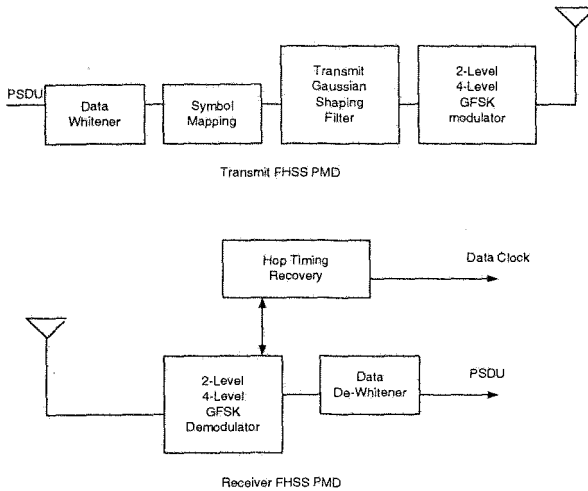 PSDU
Data
Whitener
Symbol
Mapping
Transmit
Gaussian
Shaping
Filter
2-Level
4-Level
GFSK
modulator
Transmit FHSS PMD
Hop Timing
Recovery
Data Clock
2-Level
4-Level
GFSK
Demodulator
Data
De-Whitener
PSDU
Receiver FHSS PMD